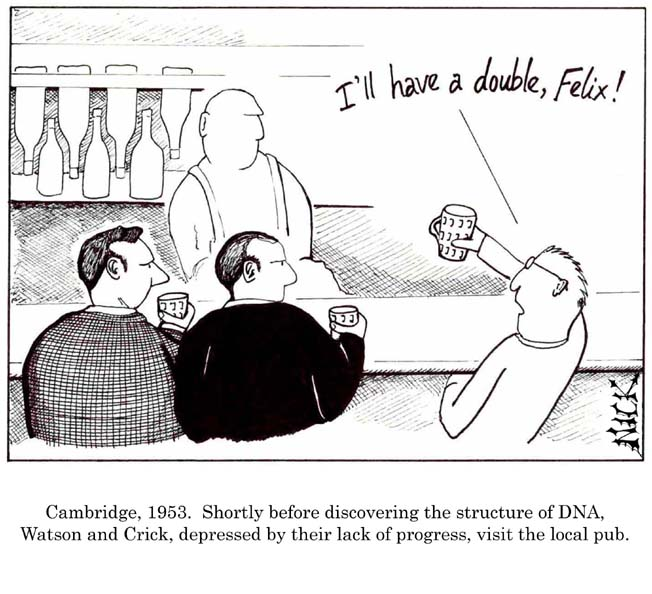 I'll have a double, Felix!
NICK
Cambridge, 1953. Shortly before discovering the structure of DNA,
Watson and Crick, depressed by their lack of progress, visit the local pub.